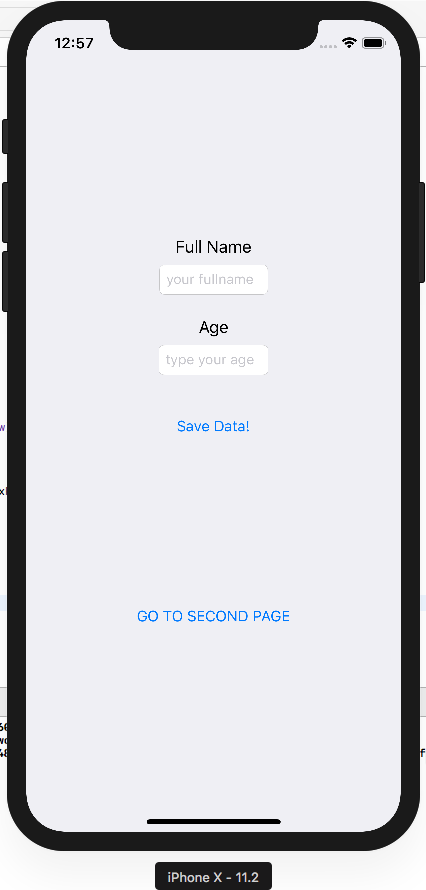 12:57
Full Name
your fullname
Age
type your age
Save Data!
GO TO SECOND PAGE
iPhone X - 11.2